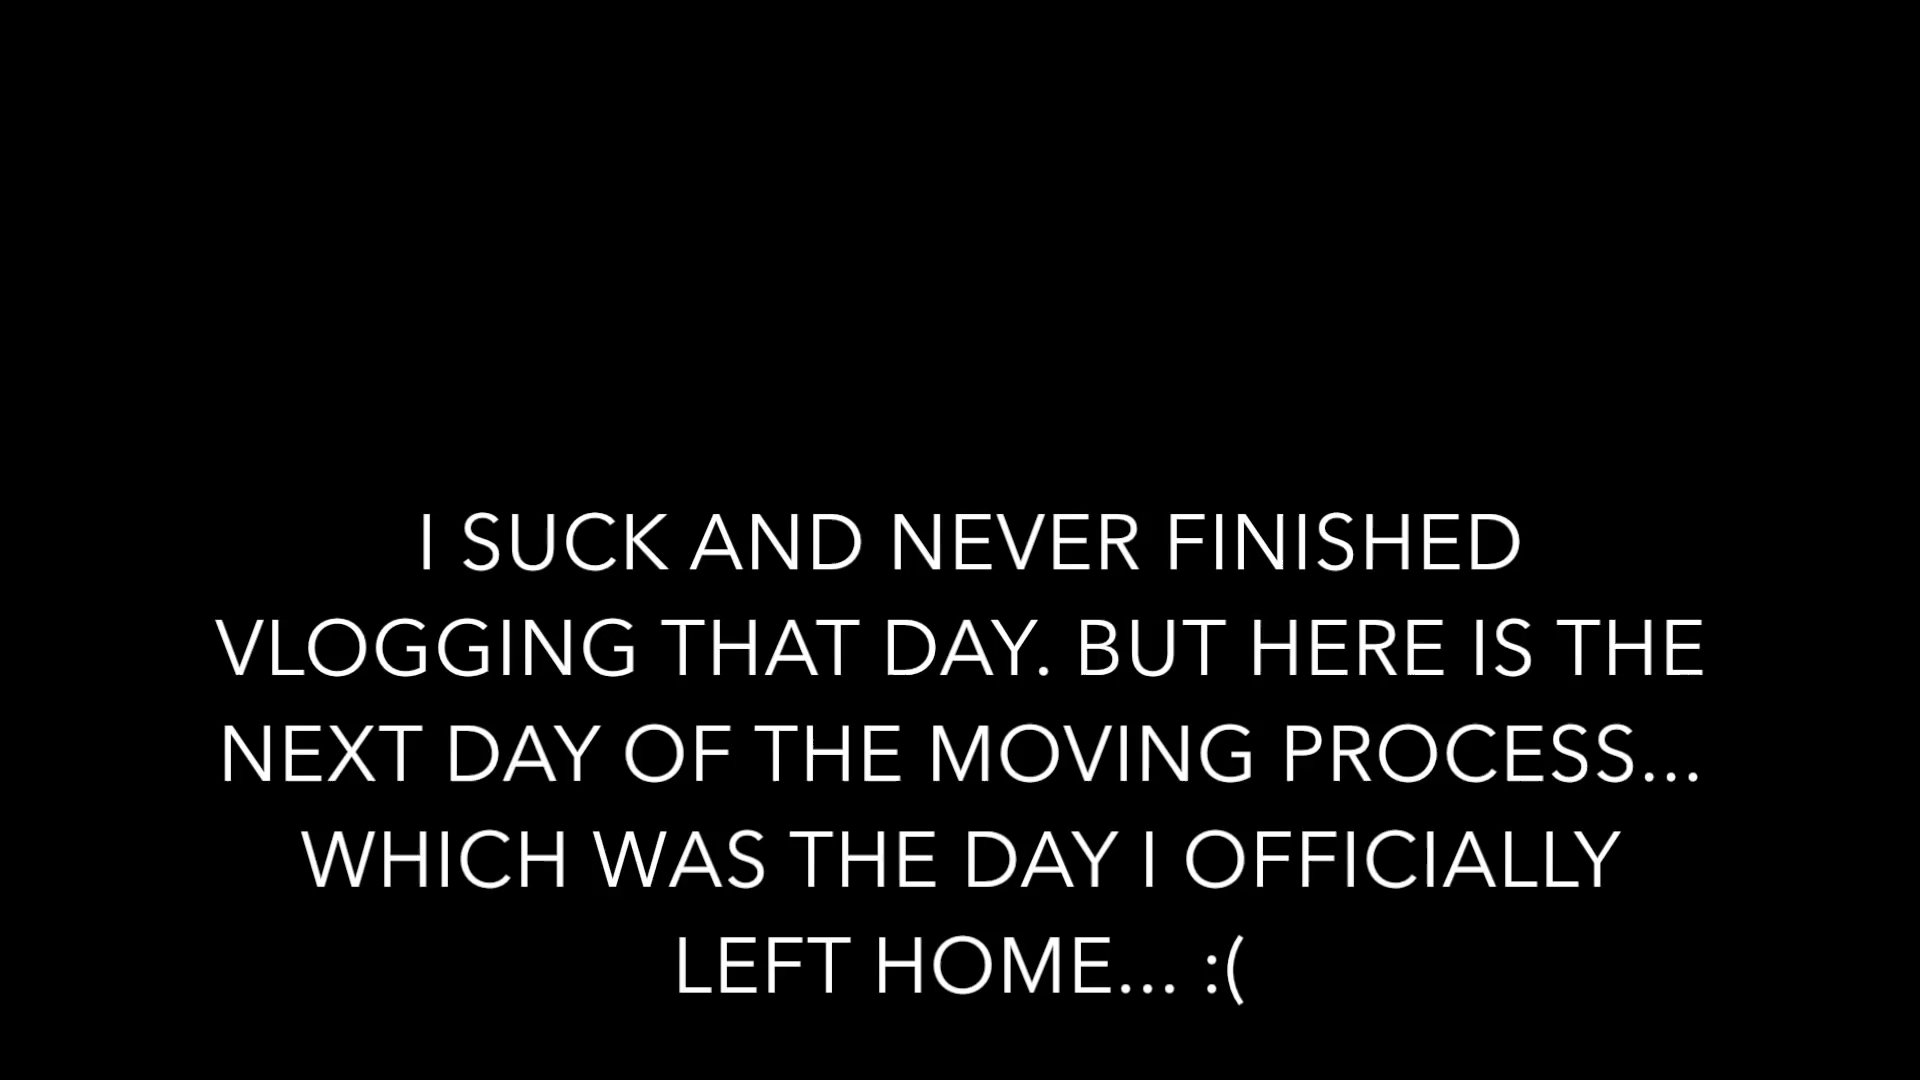 I SUCK AND NEVER FINISHED
VLOGGING THAT DAY. BUT HERE IS THE
NEXT DAY OF THE MOVING PROCESS...
WHICH WAS THE DAY I OFFICIALLY
LEFT HOME... :(